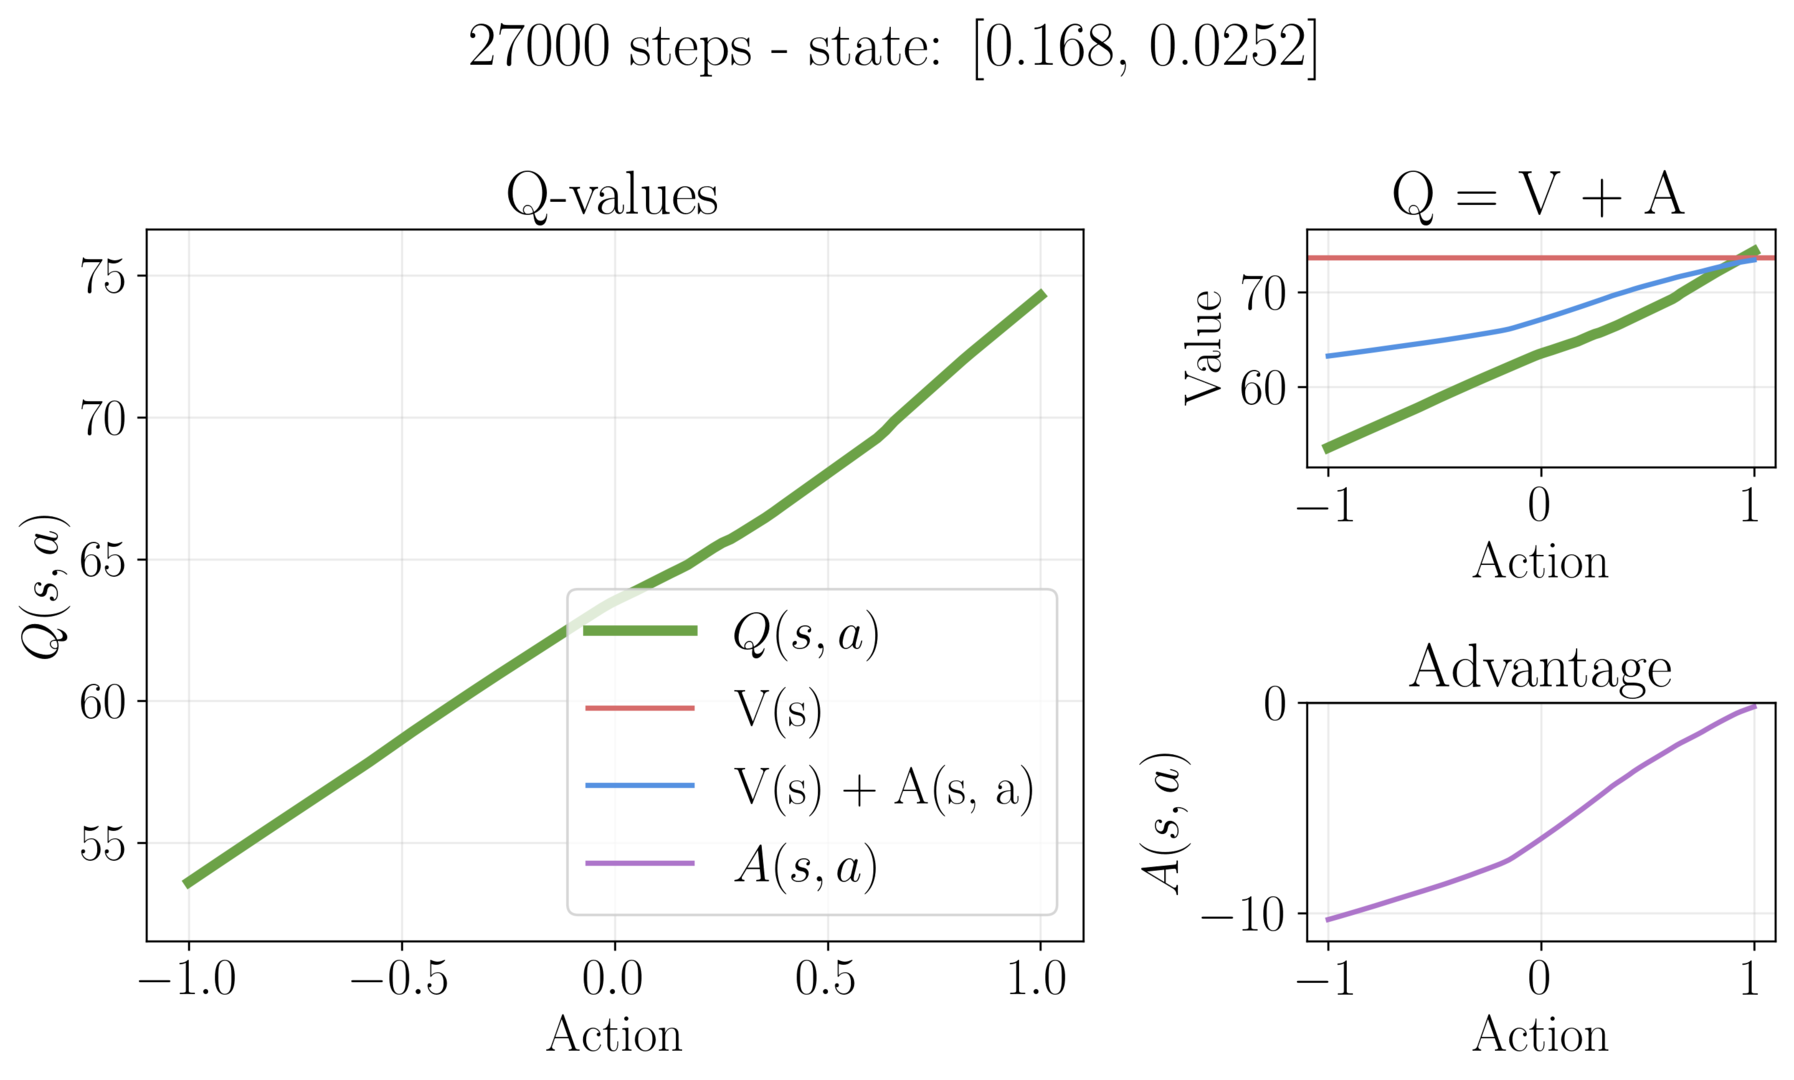 27000 steps - state: [0.168, 0.0252]
Q-values
Q(s, a)
75
70
65
60
55
−1.0 −0.5 0.0 0.5 1.0
Action
Q(s, a)
V(s)
V(s) + A(s, a)
A(s, a)
Q = V + A
Value
70
60
−1 0 1
Action
Advantage
A(s, a)
0
−10
−1 0 1
Action